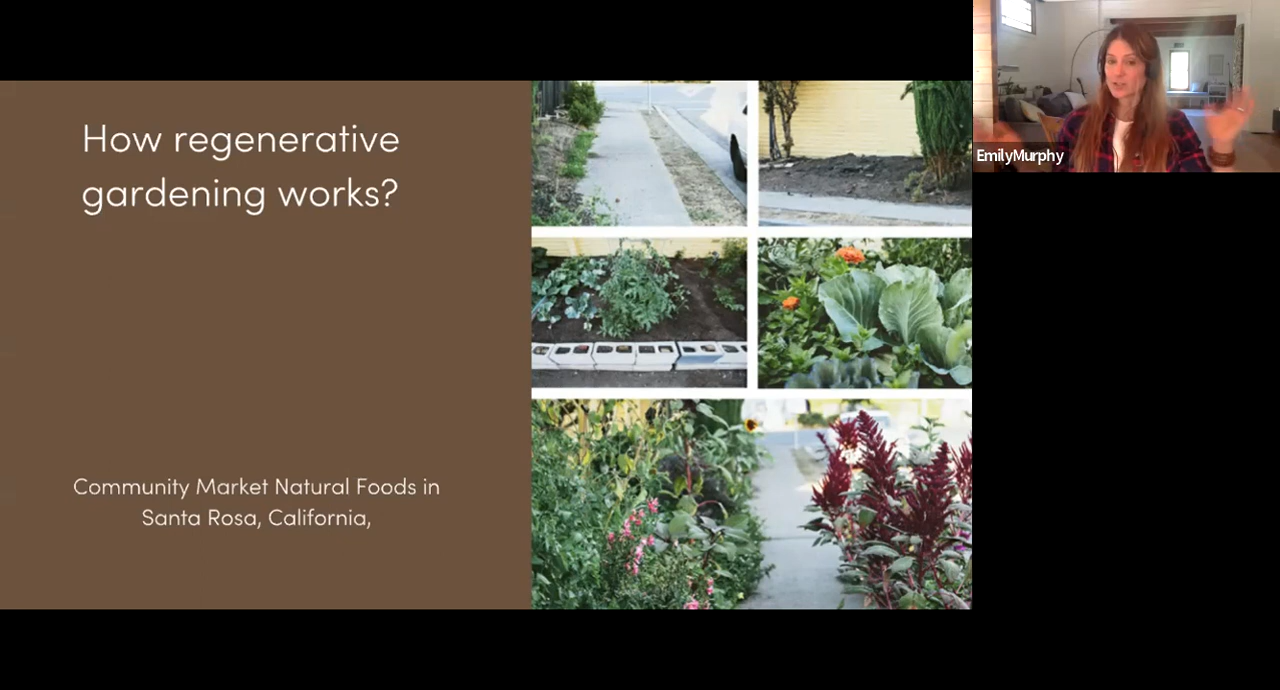 How regenerative
gardening works?
Community Market Natural Foods in
Santa Rosa, California,
EmilyMurphy